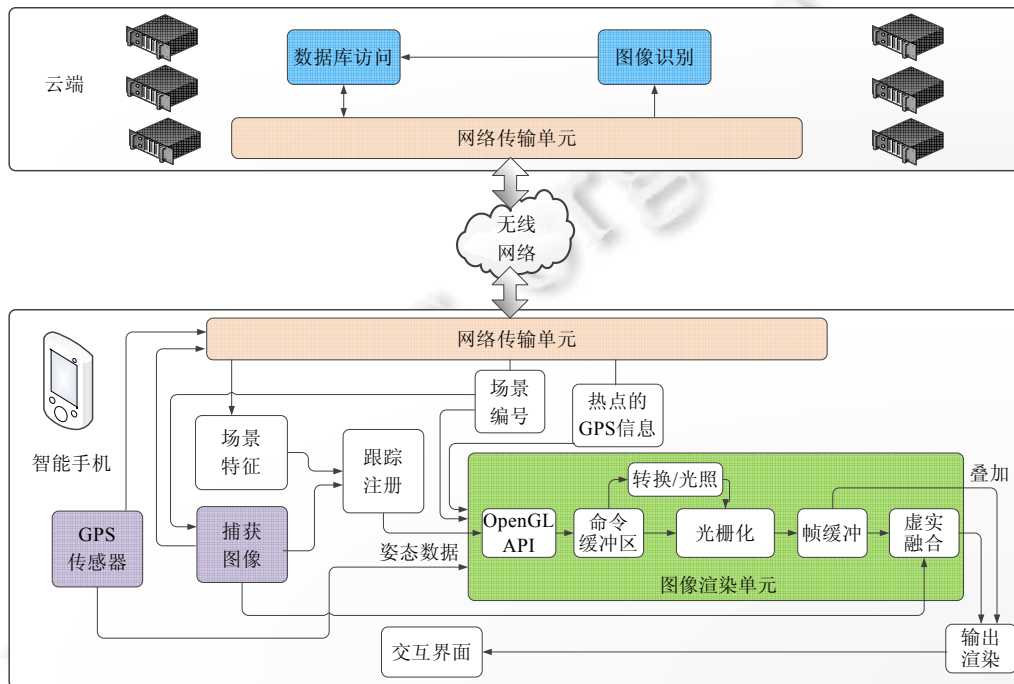 云端
数据库访问
图像识别
网络传输单元
无线
网络
网络传输单元
智能手机
场景
编号
热点的
GPS信息
场景
特征
跟踪
注册
GPS
传感器
捕获
图像
姿态数据
转换/光照
叠加
OpenGL
API
命令
缓冲区
光栅化
帧缓冲
虚实
融合
图像渲染单元
交互界面
输出
渲染